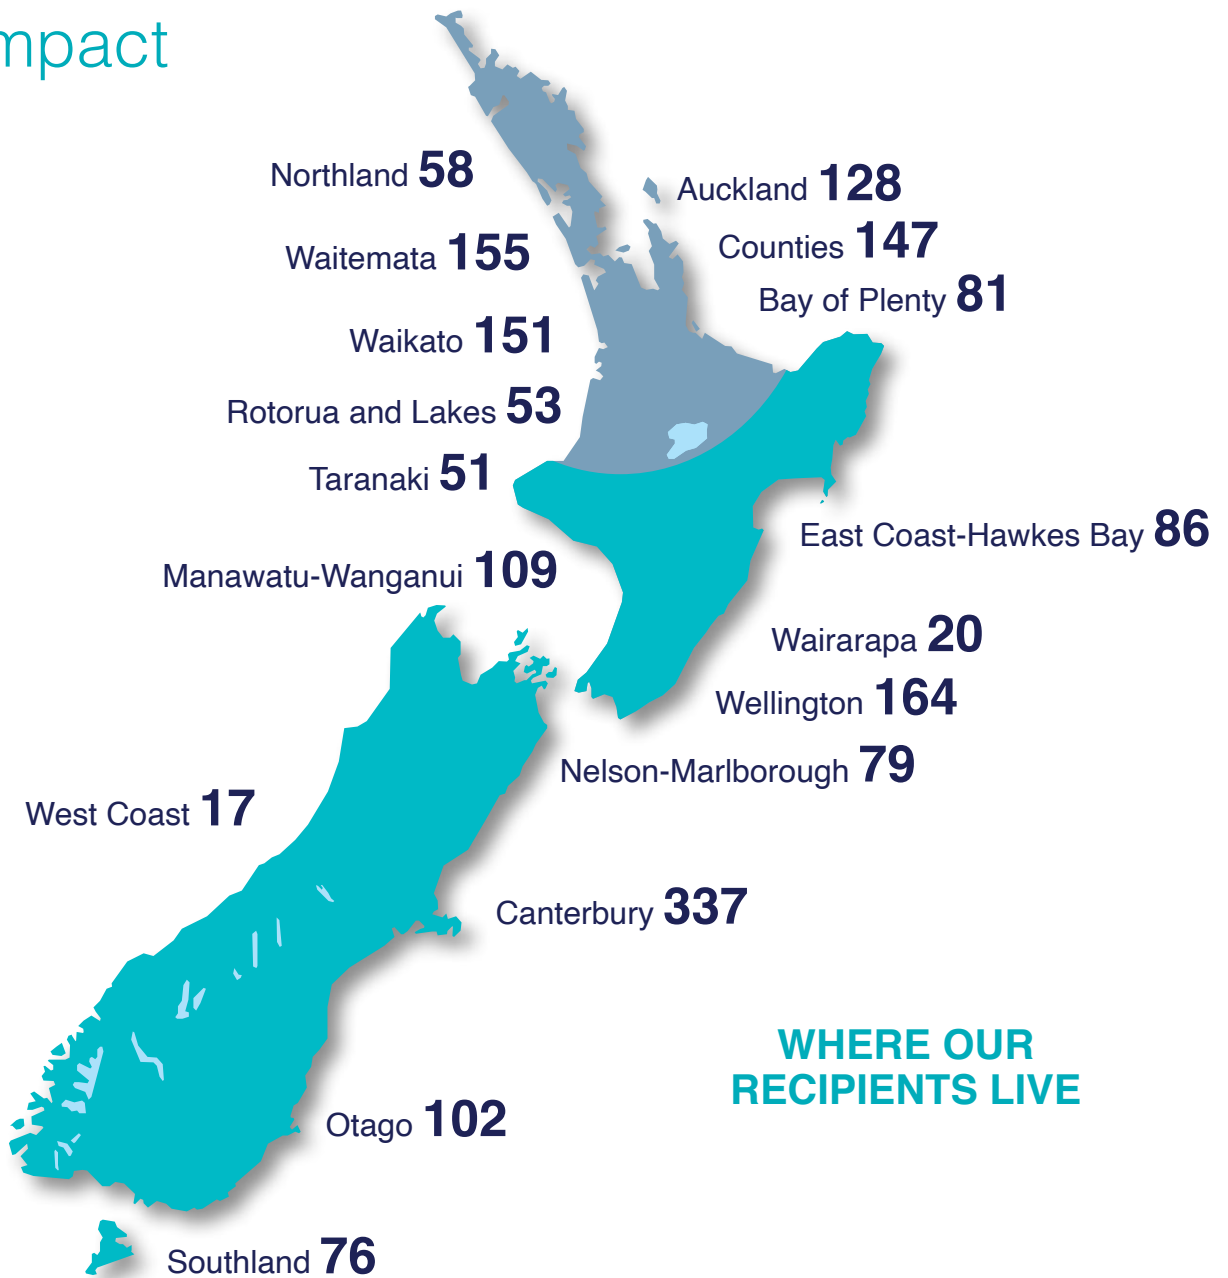 mpact
Northland 58
Auckland 128
Waitemata 155
Counties 147
Bay of Plenty 81
Waikato 151
Rotorua and Lakes 53
Taranaki 51
East Coast-Hawkes Bay 86
Manawatu-Wanganui 109
Wairarapa 20
Wellington 164
Nelson-Marlborough 79
West Coast 17
Canterbury 337
WHERE OUR
RECIPIENTS LIVE
Otago 102
Southland 76